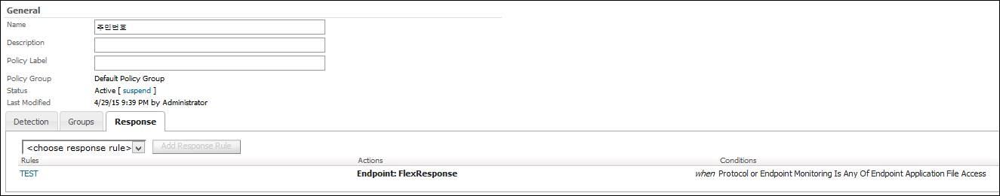 General
Name 주민번호
Description
Policy Label
Policy Group Default Policy Group
Status Active [ suspend ]
Last Modified 4/29/15 9:39 PM by Administrator
Detection Groups Response
<choose response rule> Add Response Rule
Rules Actions Conditions
TEST Endpoint: FlexResponse when Protocol or Endpoint Monitoring Is Any Of Endpoint Application File Access